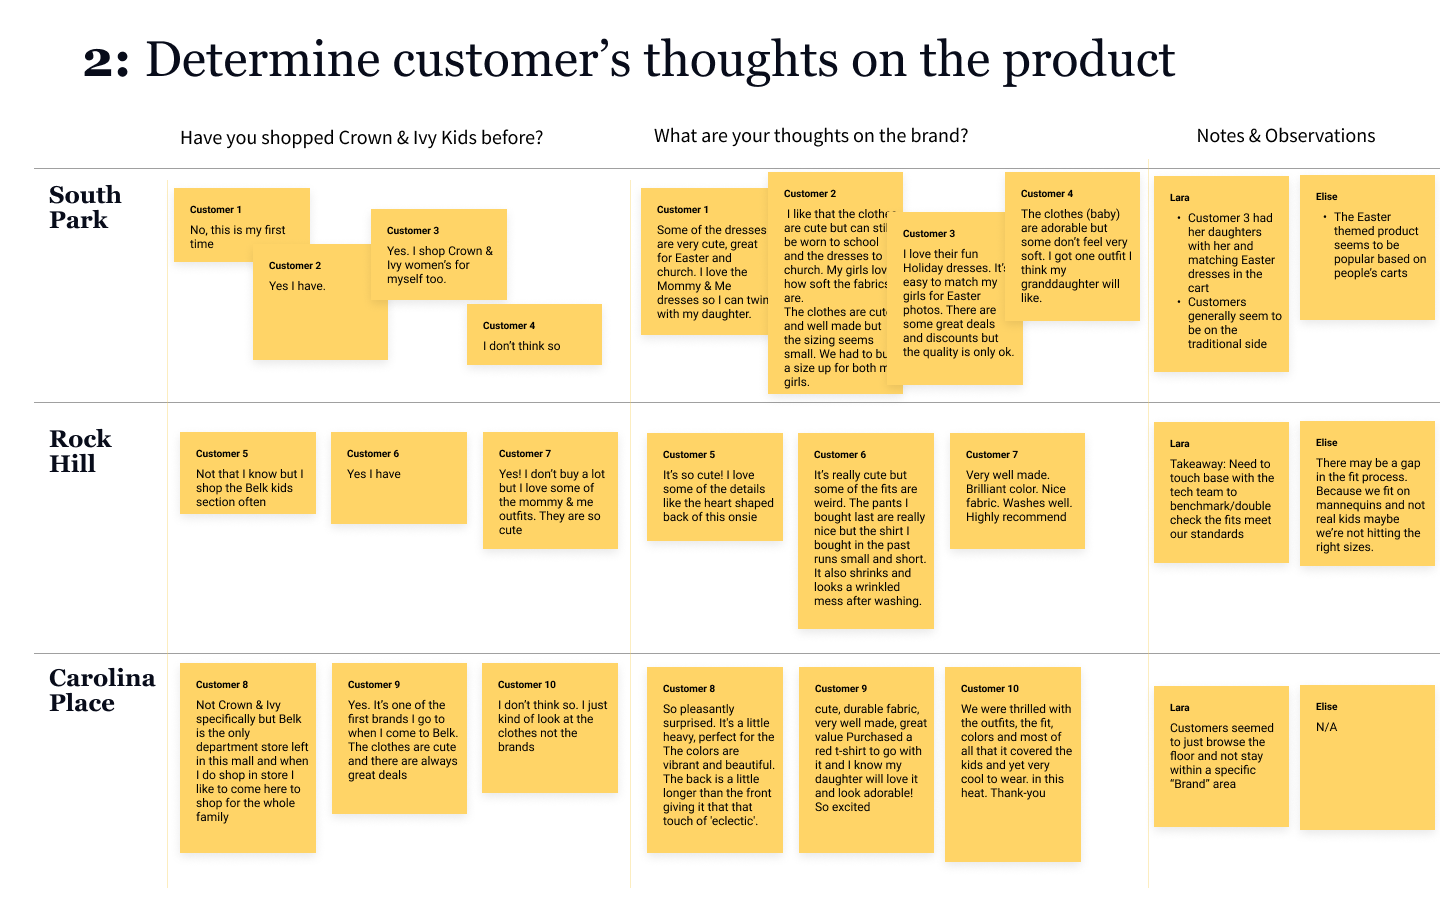 2: Determine customer’s thoughts on the product
Have you shopped Crown & Ivy Kids before?
What are your thoughts on the brand?
Notes & Observations
South
Park
Customer 1
No, this is my first
time
Customer 2
Yes I have.
Customer 3
Yes. I shop Crown &
Ivy women’s for
myself too.
Customer 4
I don’t think so
Customer 1
Some of the dresses
are very cute, great
for Easter and
church. I love the
Mommy & Me
dresses so I can twin
with my daughter.
Customer 2
I like that the clothes
are cute but can still
be worn to school
and the dresses to
church. My girls love
how soft the fabrics
are.
The clothes are cute
and well made but
the sizing seems
small. We had to buy
a size up for both my
girls.
Customer 3
I love their fun
Holiday dresses. It’s
easy to match my
girls for Easter
photos. There are
some great deals
and discounts but
the quality is only ok.
Customer 4
The clothes (baby)
are adorable but
some don’t feel very
soft. I got one outfit I
think my
granddaughter will
like.
Lara
• Customer 3 had
her daughters
with her and
matching Easter
dresses in the
cart
• Customers
generally seem to
be on the
traditional side
Elise
• The Easter
themed product
seems to be
popular based on
people’s carts
Rock
Hill
Customer 5
Not that I know but I
shop the Belk kids
section often
Customer 6
Yes I have
Customer 7
Yes! I don’t buy a lot
but I love some of
the mommy & me
outfits. They are so
cute
Customer 5
It’s so cute! I love
some of the details
like the heart shaped
back of this onsie
Customer 6
It’s really cute but
some of the fits are
weird. The pants I
bought last are really
nice but the shirt I
bought in the past
runs small and short.
It also shrinks and
looks a wrinkled
mess after washing.
Customer 7
Very well made.
Brilliant color. Nice
fabric. Washes well.
Highly recommend
Lara
Takeaway: Need to
touch base with the
tech team to
benchmark/double
check the fits meet
our standards
Elise
There may be a gap
in the fit process.
Because we fit on
mannequins and not
real kids maybe
we’re not hitting the
right sizes.
Carolina
Place
Customer 8
Not Crown & Ivy
specifically but Belk
is the only
department store left
in this mall and when
I do shop in store I
like to come here to
shop for the whole
family
Customer 9
Yes. It’s one of the
first brands I go to
when I come to Belk.
The clothes are cute
and there are always
great deals
Customer 10
I don’t think so. I just
kind of look at the
clothes not the
brands
Customer 8
So pleasantly
surprised. It's a little
heavy, perfect for the
The colors are
vibrant and beautiful.
The back is a little
longer than the front
giving it that that
touch of 'eclectic'.
Customer 9
cute, durable fabric,
very well made, great
value Purchased a
red t-shirt to go with
it and I know my
daughter will love it
and look adorable!
So excited
Customer 10
We were thrilled with
the outfits, the fit,
colors and most of
all that it covered the
kids and yet very
cool to wear. in this
heat. Thank-you
Lara
Customers seemed
to just browse the
floor and not stay
within a specific
“Brand” area
Elise
N/A